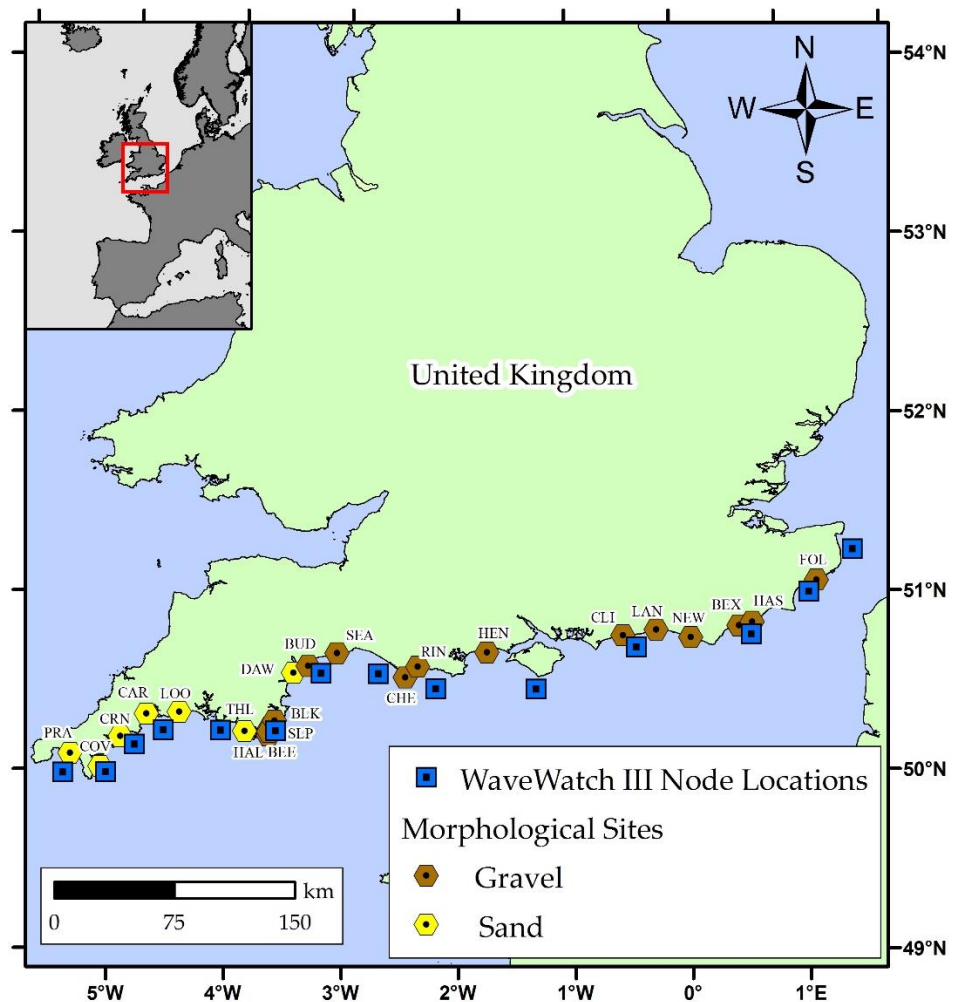 54°N
N
W E
S
53°N
United Kingdom
52°N
51°N
FOL
HAS
BEX
NEW
LAN
CLI
HEN
RIN
CHE
SEA
BUD
DAW
BLK
SLP
HAL BEE
THL
LOO
CAR
CRN
COV
PRA
50°N
WaveWatch III Node Locations
Morphological Sites
Gravel
Sand
km
0 75 150
49°N
5°W 4°W 3°W 2°W 1°W 0° 1°E